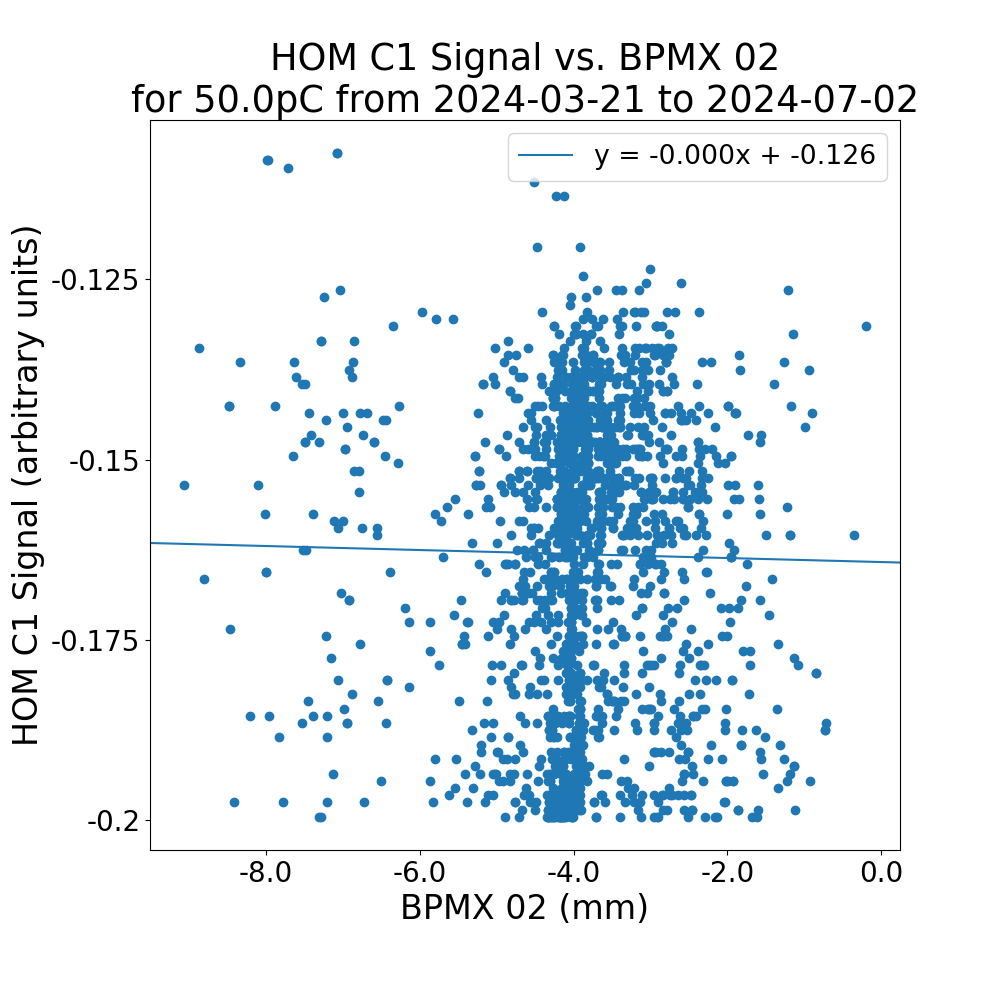 HOM C1 Signal vs. BPMX 02
for 50.0pC from 2024-03-21 to 2024-07-02
y = -0.000x + -0.126
HOM C1 Signal (arbitrary units)
-0.125
-0.15
-0.175
-0.2
-8.0
-6.0
-4.0
-2.0
0.0
BPMX 02 (mm)